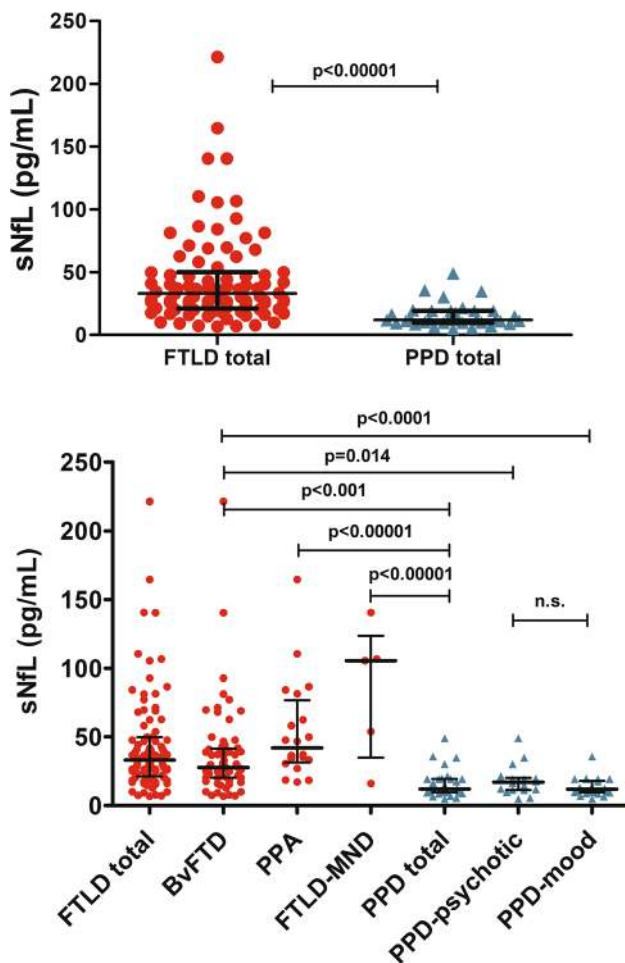 250
200
150
100
50
0
sNfL (pg/mL)
p<0.00001
FTLD total
PPD total
p<0.0001
p=0.014
p<0.001
p<0.00001
p<0.00001
n.s.
250
200
150
100
50
0
sNfL (pg/mL)
FTLD total
BvFTD
PPA
FTLD-MND
PPD total
PPD-psychotic
PPD-mood